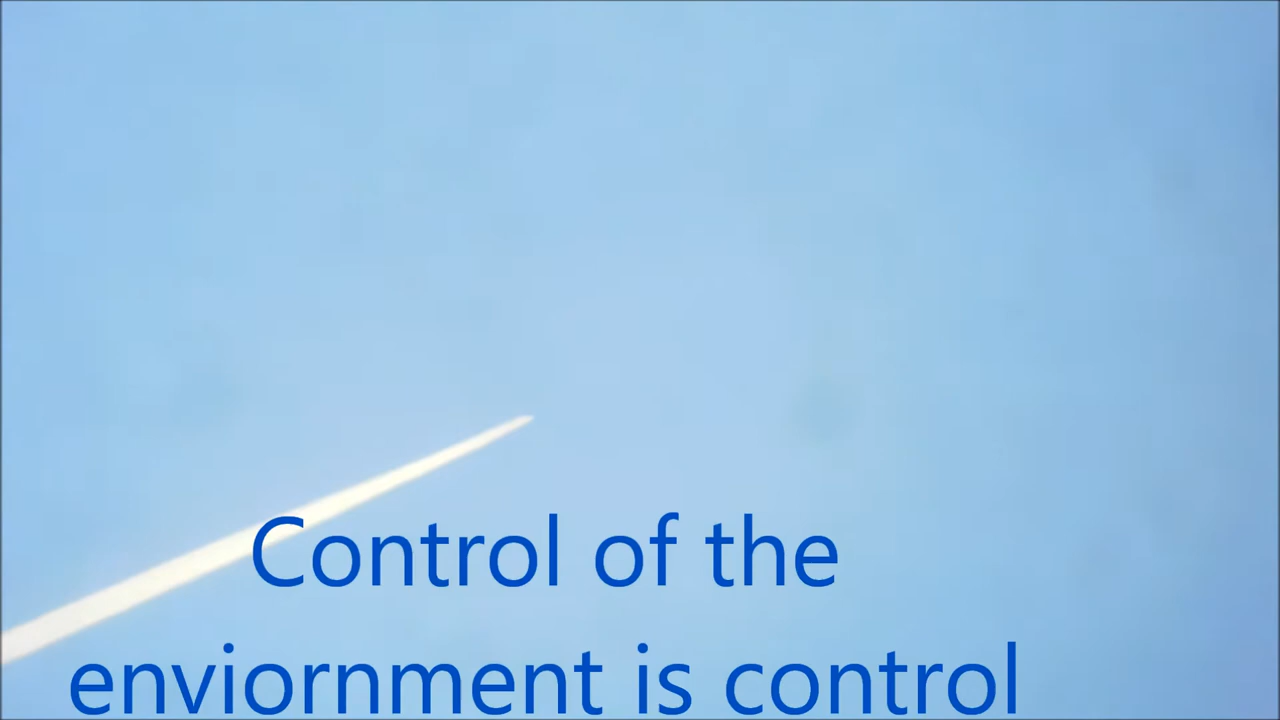 Control of the
enviornment is control